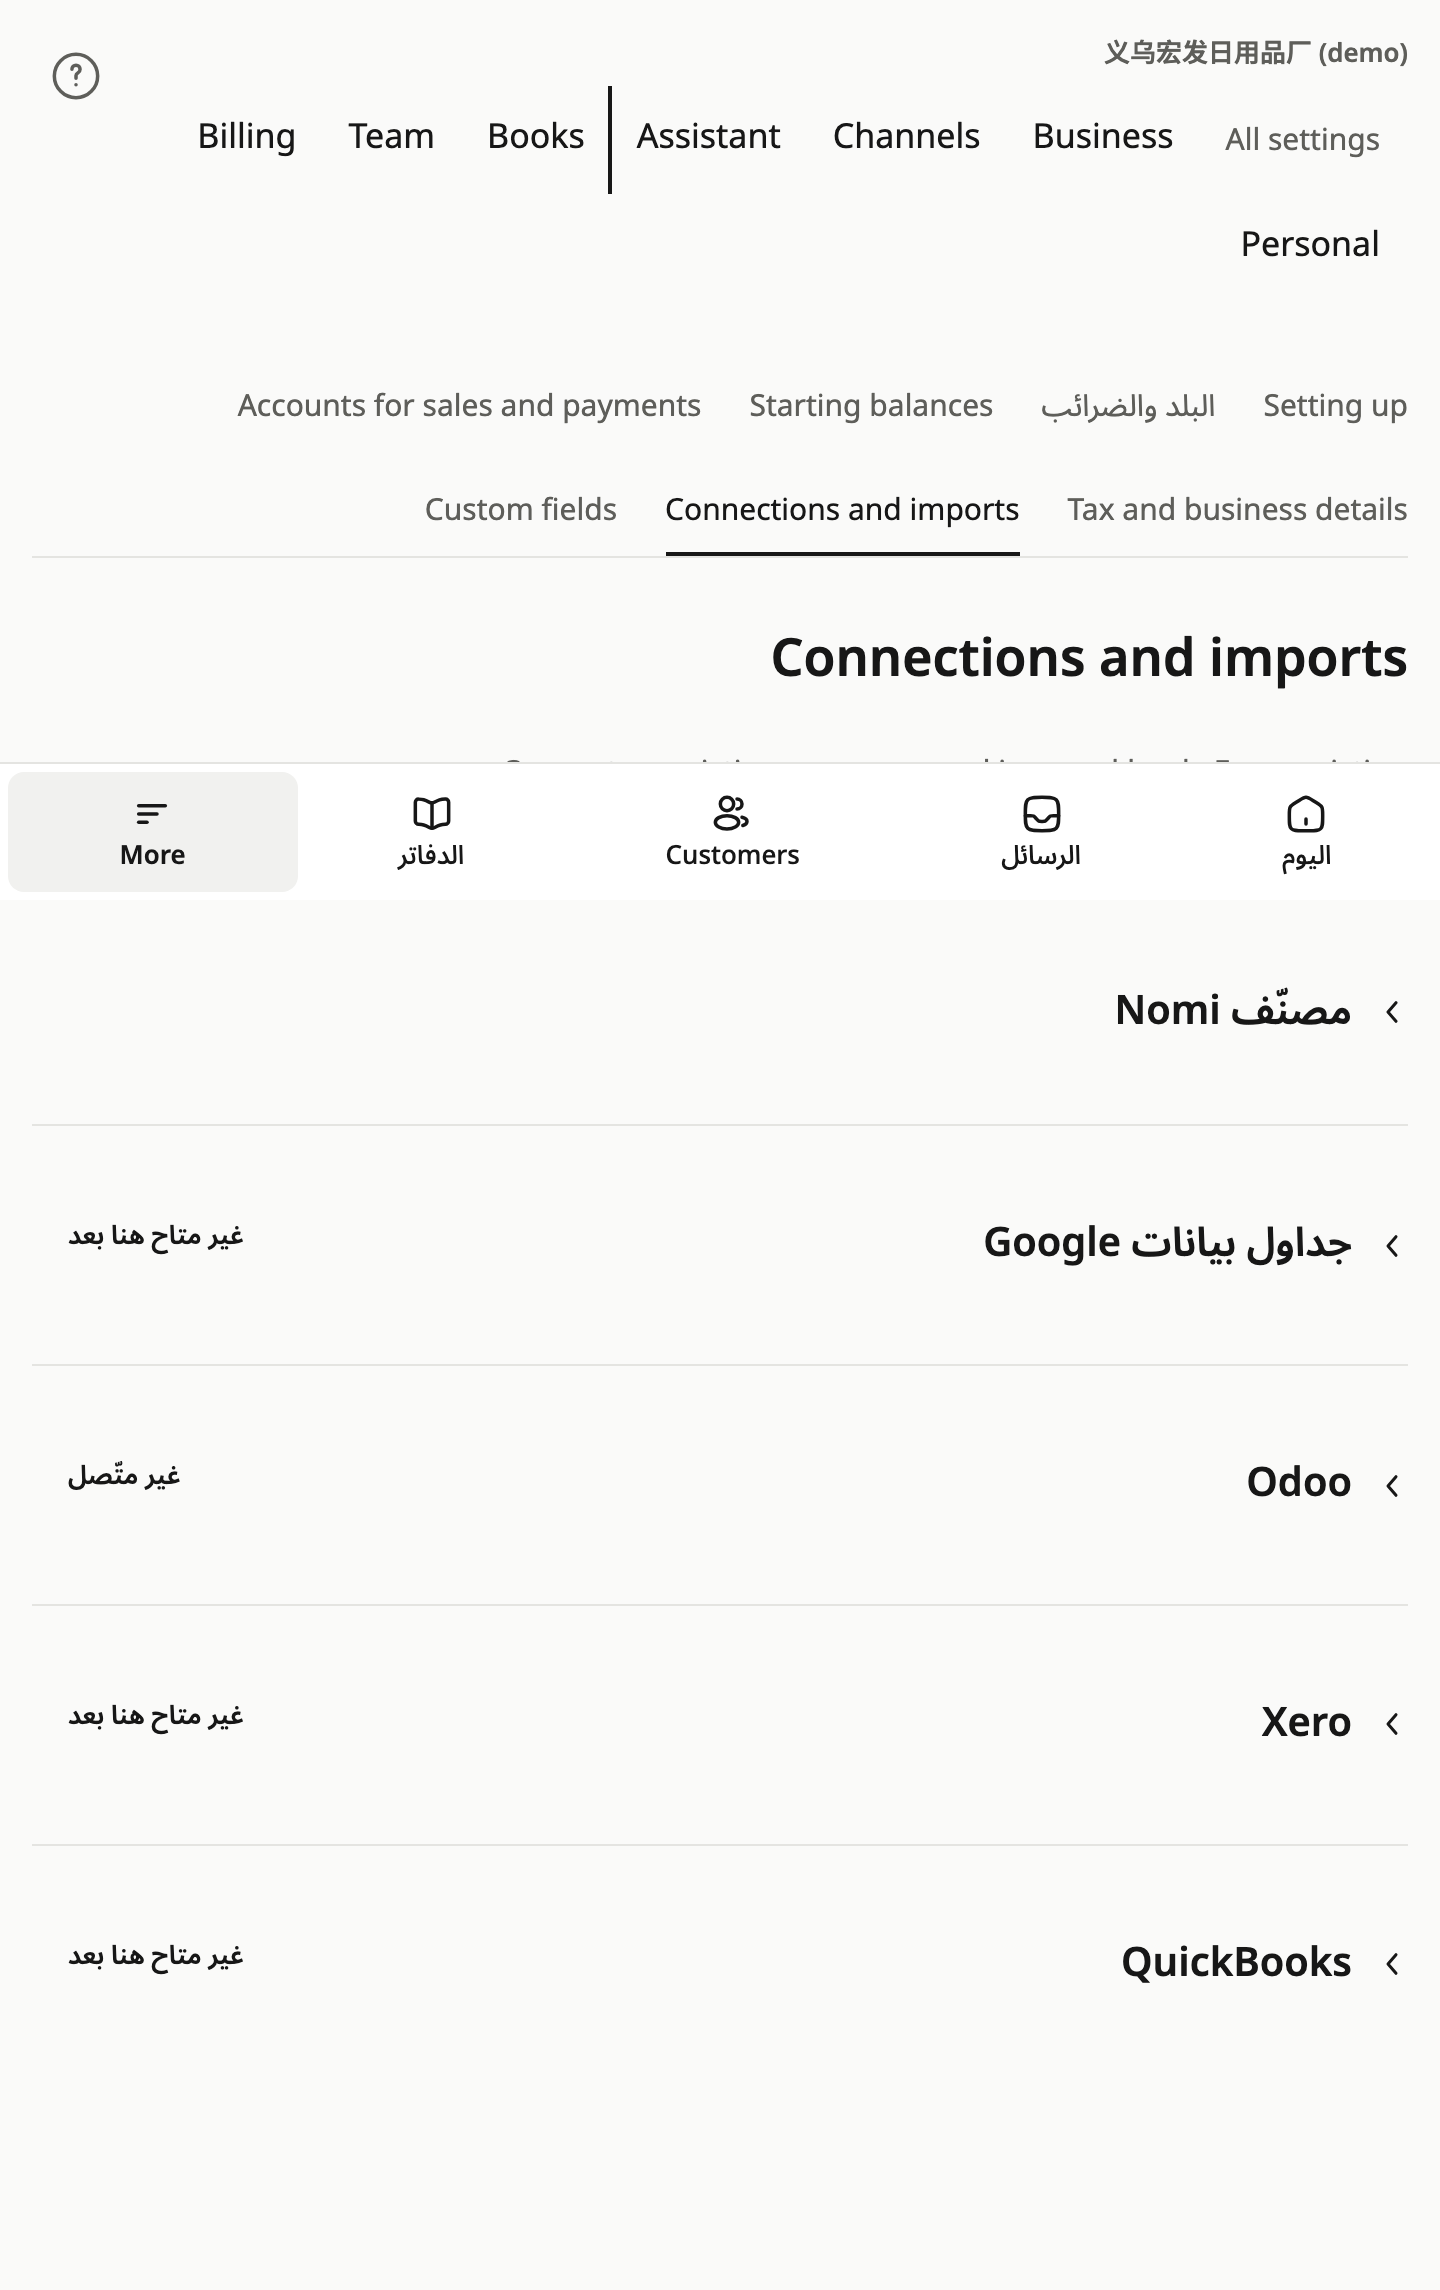 义乌宏发日用品厂 (demo)
All settings
Business
Channels
Assistant
Books
Team
Billing
Personal
Setting up
البلد والضرائب
Starting balances
Accounts for sales and payments
Tax and business details
Connections and imports
Custom fields
Connections and imports
اليوم
الرسائل
Customers
الدفاتر
More
مصنّف Nomi
جداول بيانات Google
غير متاح هنا بعد
Odoo
غير متّصل
Xero
غير متاح هنا بعد
QuickBooks
غير متاح هنا بعد